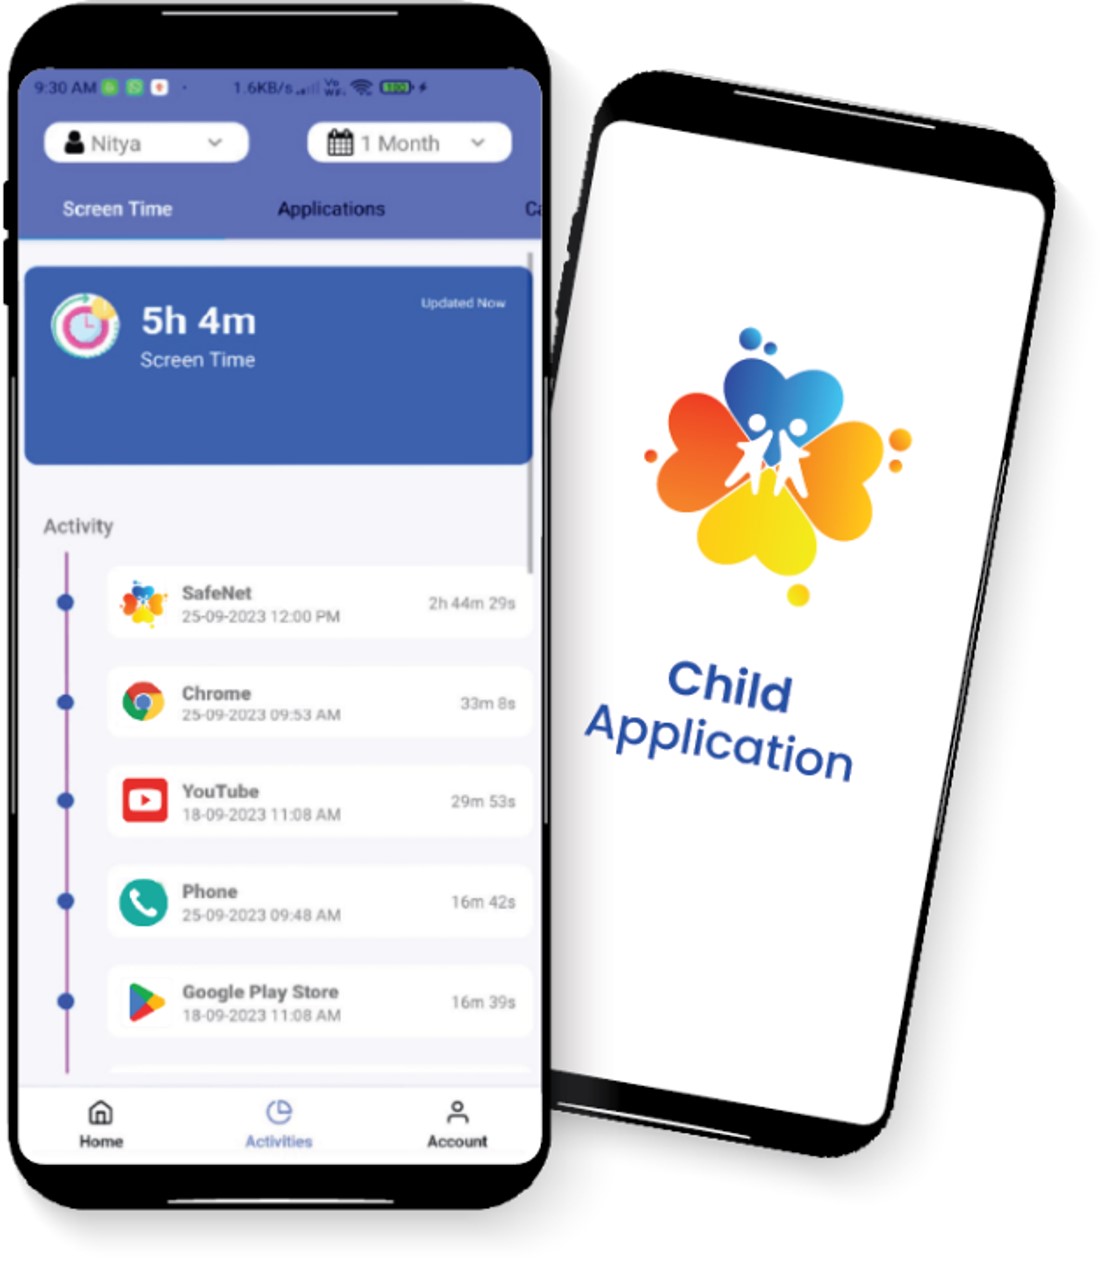 9:30 AM 1.6KB/s
Nitya 1 Month
Screen Time Applications
5h 4m
Updated Now
Screen Time
Activity
SafeNet
25-09-2023 12:00 PM 2h 44m 29s
Chrome
25-09-2023 09:53 AM 33m 8s
YouTube
18-09-2023 11:08 AM 29m 53s
Phone
25-09-2023 09:48 AM 16m 42s
Google Play Store
18-09-2023 11:08 AM 16m 39s
Home Activities Account
Child
Application